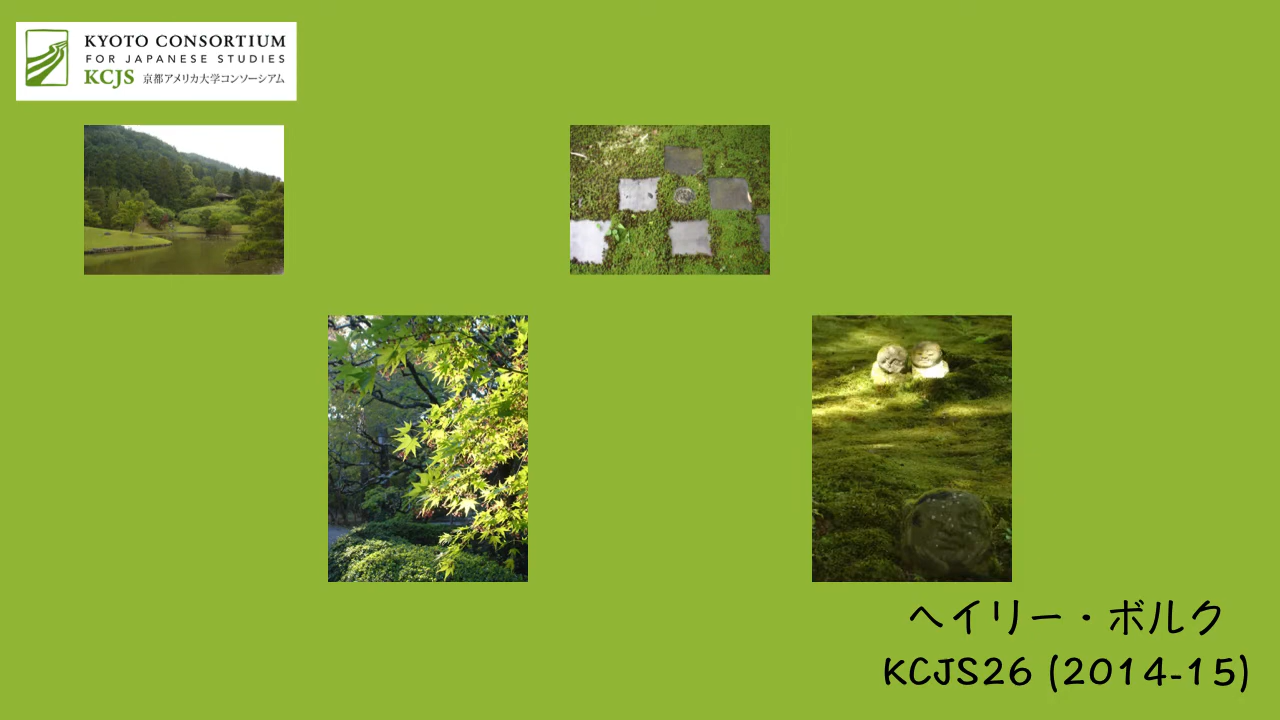 KYOTO CONSORTIUM
FOR JAPANESE STUDIES
KCJS 京都アメリカ大学コンソーシアム
ヘイリー・ボルク
KCJS26 (2014-15)